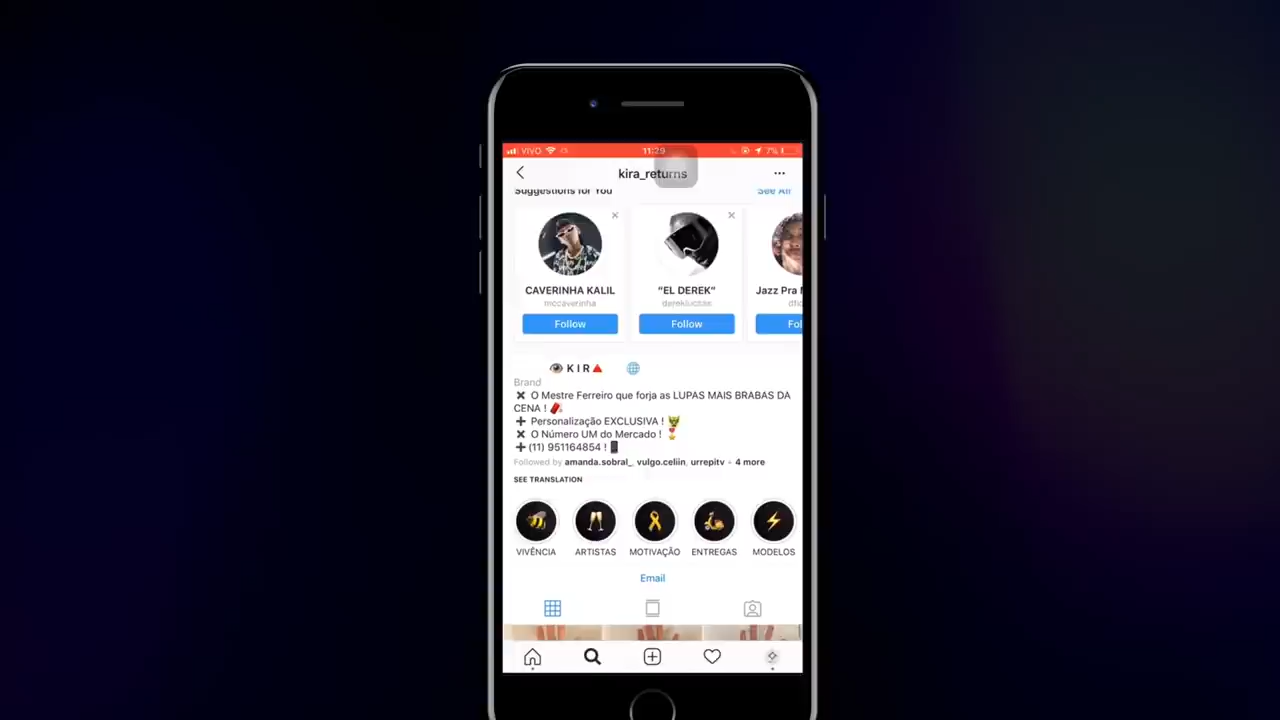 VIVO 11:29 7%
kira_returns
Suggestions for You See All
CAVERINHA KALIL "EL DEREK" Jazz Pra
mccaverinha
Follow Follow Fol
K I R
Brand
O Mestre Ferreiro que forja as LUPAS MAIS BRABAS DA
CENA !
Personalização EXCLUSIVA !
O Número UM do Mercado !
(11) 951164854 !
Followed by amanda.sobral_, vulgo.celiin, urrepitv • 4 more
SEE TRANSLATION
VIVÊNCIA ARTISTAS MOTIVAÇÃO ENTREGAS MODELOS
Email